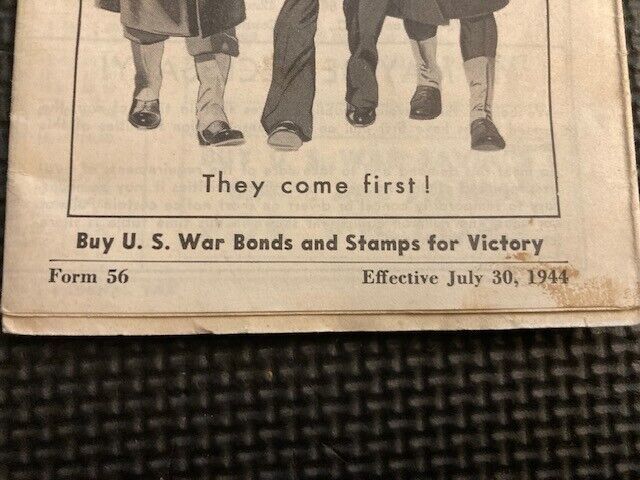 They come first!
Buy U. S. War Bonds and Stamps for Victory
Form 56
Effective July 30, 1944